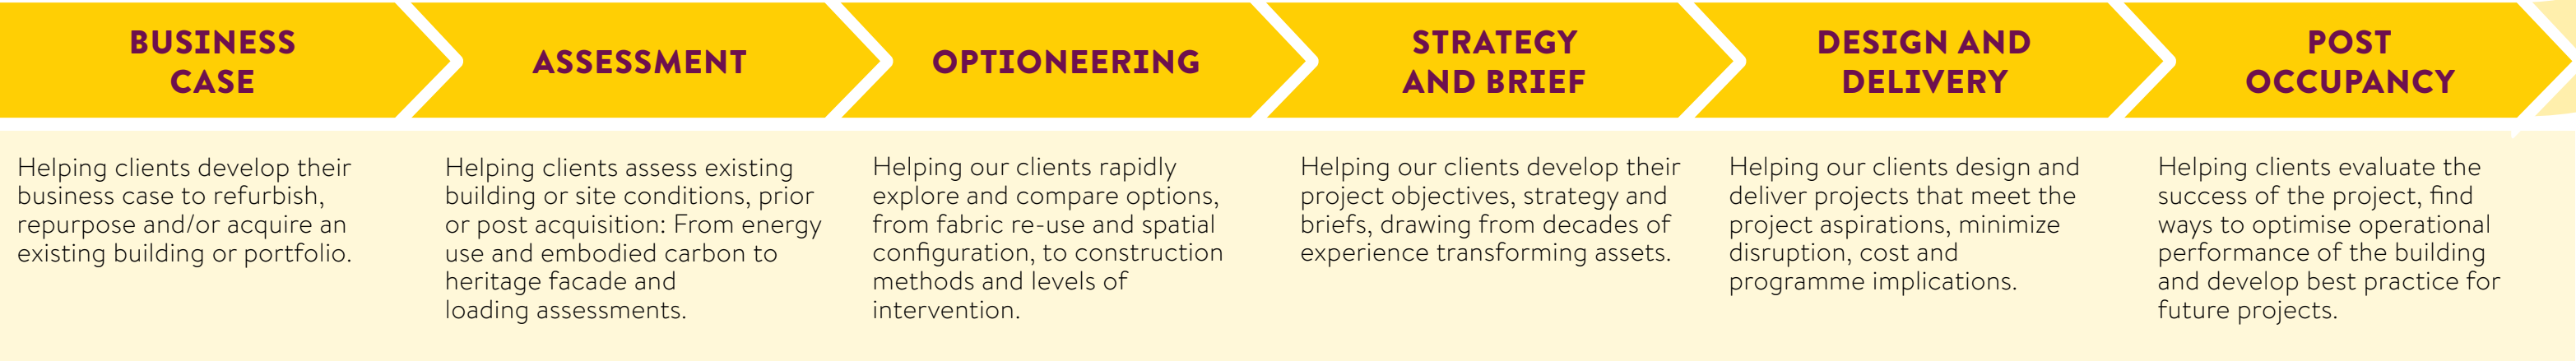 BUSINESS
CASE
Helping clients develop their
business case to refurbish,
repurpose and/or acquire an
existing building or portfolio.
ASSESSMENT
Helping clients assess existing
building or site conditions, prior
or post acquisition: From energy
use and embodied carbon to
heritage facade and
loading assessments.
OPTIONEERING
Helping our clients rapidly
explore and compare options,
from fabric re-use and spatial
configuration, to construction
methods and levels of
intervention.
STRATEGY
AND BRIEF
Helping our clients develop their
project objectives, strategy and
briefs, drawing from decades of
experience transforming assets.
DESIGN AND
DELIVERY
Helping our clients design and
deliver projects that meet the
project aspirations, minimize
disruption, cost and
programme implications.
POST
OCCUPANCY
Helping clients evaluate the
success of the project, find
ways to optimise operational
performance of the building
and develop best practice for
future projects.